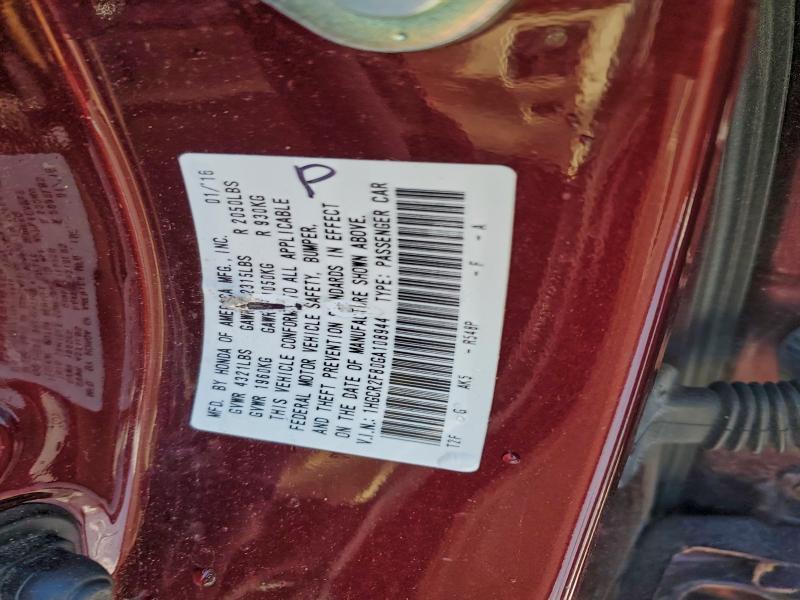 MFD. BY HONDA OF AMERICA MFG., INC. 01/'16
GVWR 4321LBS GAWR 2315LBS R 2050LBS
GVWR 1960KG GAWR 1050KG R 930KG
THIS VEHICLE CONFORMS TO ALL APPLICABLE
FEDERAL MOTOR VEHICLE SAFETY, BUMPER,
AND THEFT PREVENTION STANDARDS IN EFFECT
ON THE DATE OF MANUFACTURE SHOWN ABOVE.
V.I.N.: 1HGCR2F80GA108944 TYPE: PASSENGER CAR
T2F G AK5 - R548P - F - A
D